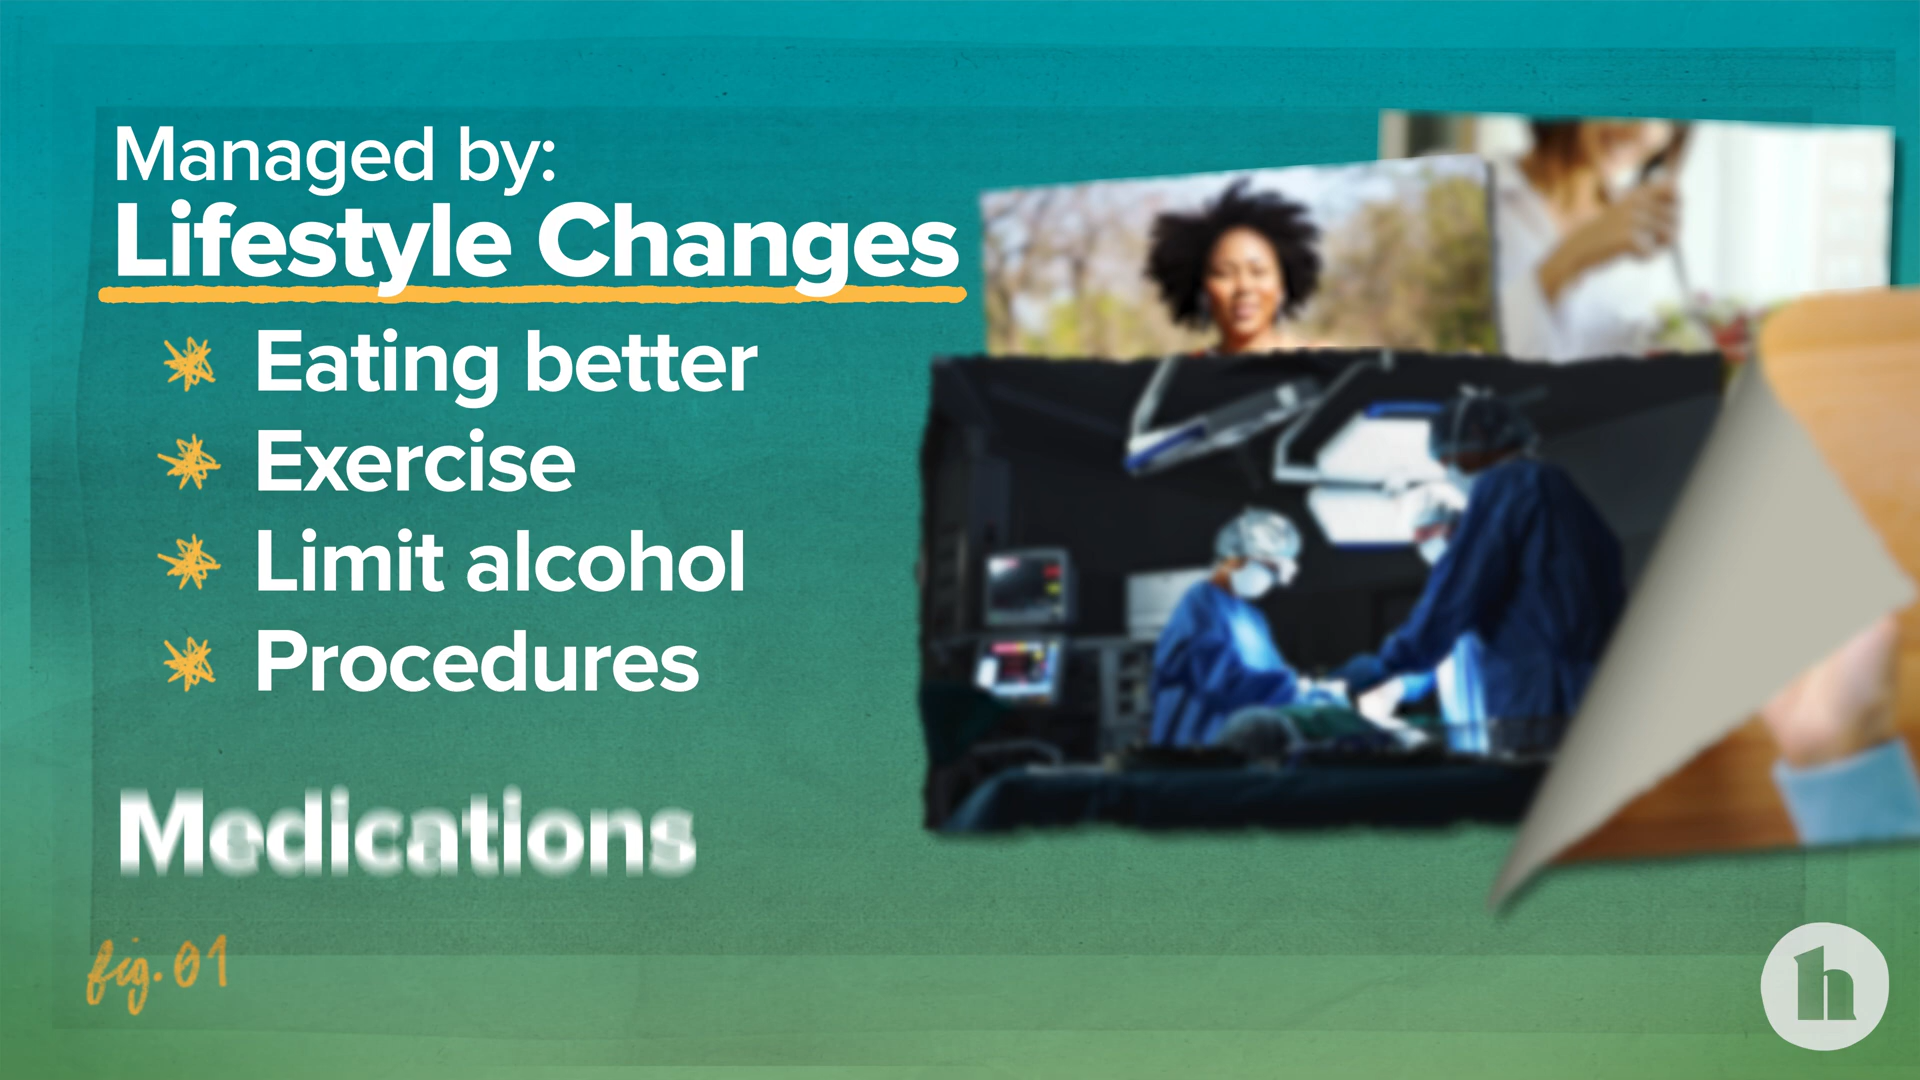 Managed by:
Lifestyle Changes
Eating better
Exercise
Limit alcohol
Procedures
Medications
fig. 01
h